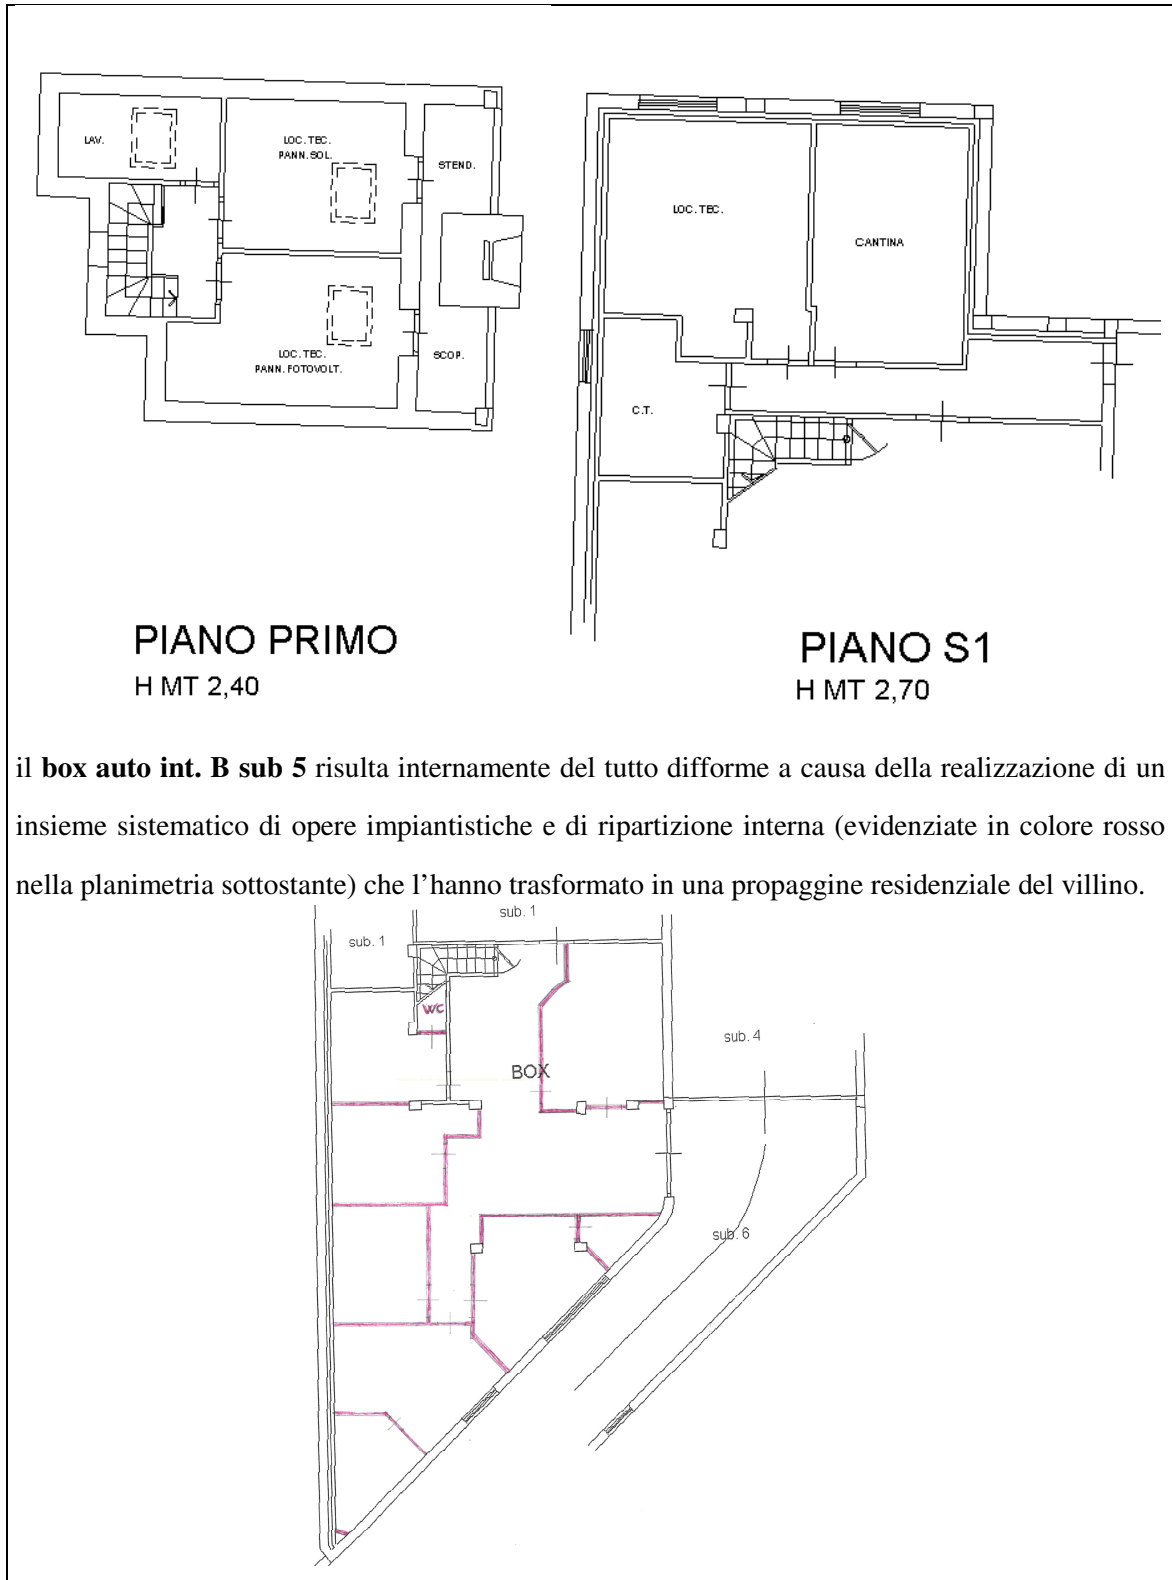 LAV.
LOC. TEC.
PANN. SOL.
STEND.
LOC. TEC.
PANN. FOTOVOLT.
SCOP.
PIANO PRIMO
H MT 2,40
LOC. TEC.
CANTINA
C.T.
PIANO S1
H MT 2,70
il box auto int. B sub 5 risulta internamente del tutto difforme a causa della realizzazione di un
insieme sistematico di opere impiantistiche e di ripartizione interna (evidenziate in colore rosso
nella planimetria sottostante) che l’hanno trasformato in una propaggine residenziale del villino.
sub. 1
sub. 1
WC
BOX
sub. 4
sub. 6